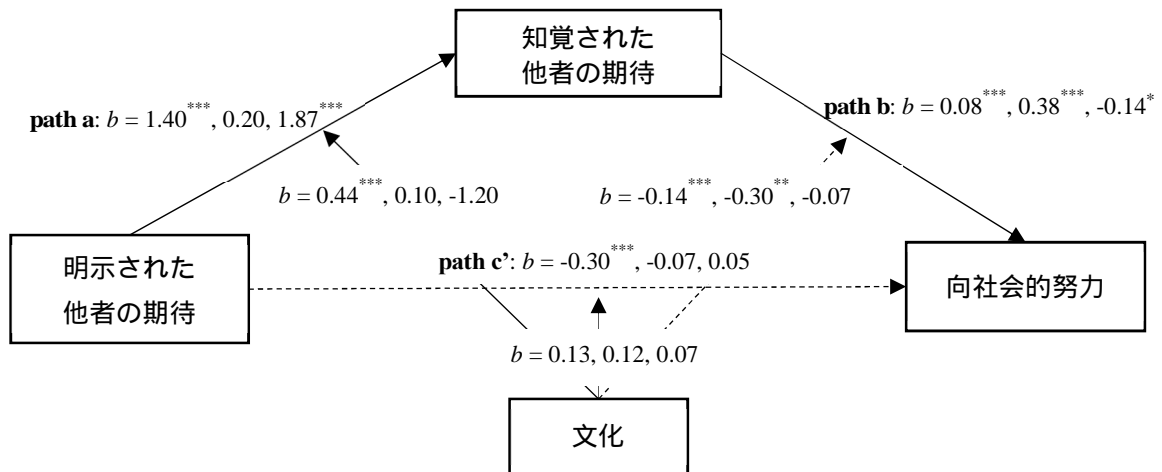 知覚された
他者の期待
path a: b = 1.40***, 0.20, 1.87***
path b: b = 0.08***, 0.38***, -0.14*
b = 0.44***, 0.10, -1.20
b = -0.14***, -0.30**, -0.07
明示された
他者の期待
path c’: b = -0.30***, -0.07, 0.05
向社会的努力
b = 0.13, 0.12, 0.07
文化